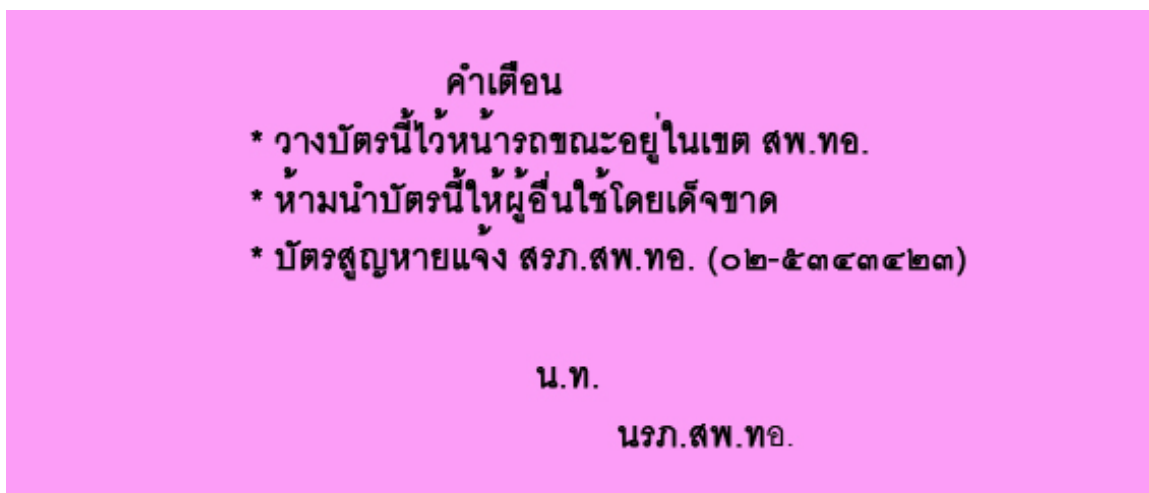 คำเตือน
* วางบัตรนี้ไว้หน้ารถขณะอยู่ในเขต สพ.ทอ.
* ห้ามนำบัตรนี้ให้ผู้อื่นใช้โดยเด็จขาด
* บัตรสูญหายแจ้ง สรภ.สพ.ทอ. (๐๒-๕๓๔๓๔๒๓)
น.ท.
นรภ.สพ.ทอ.